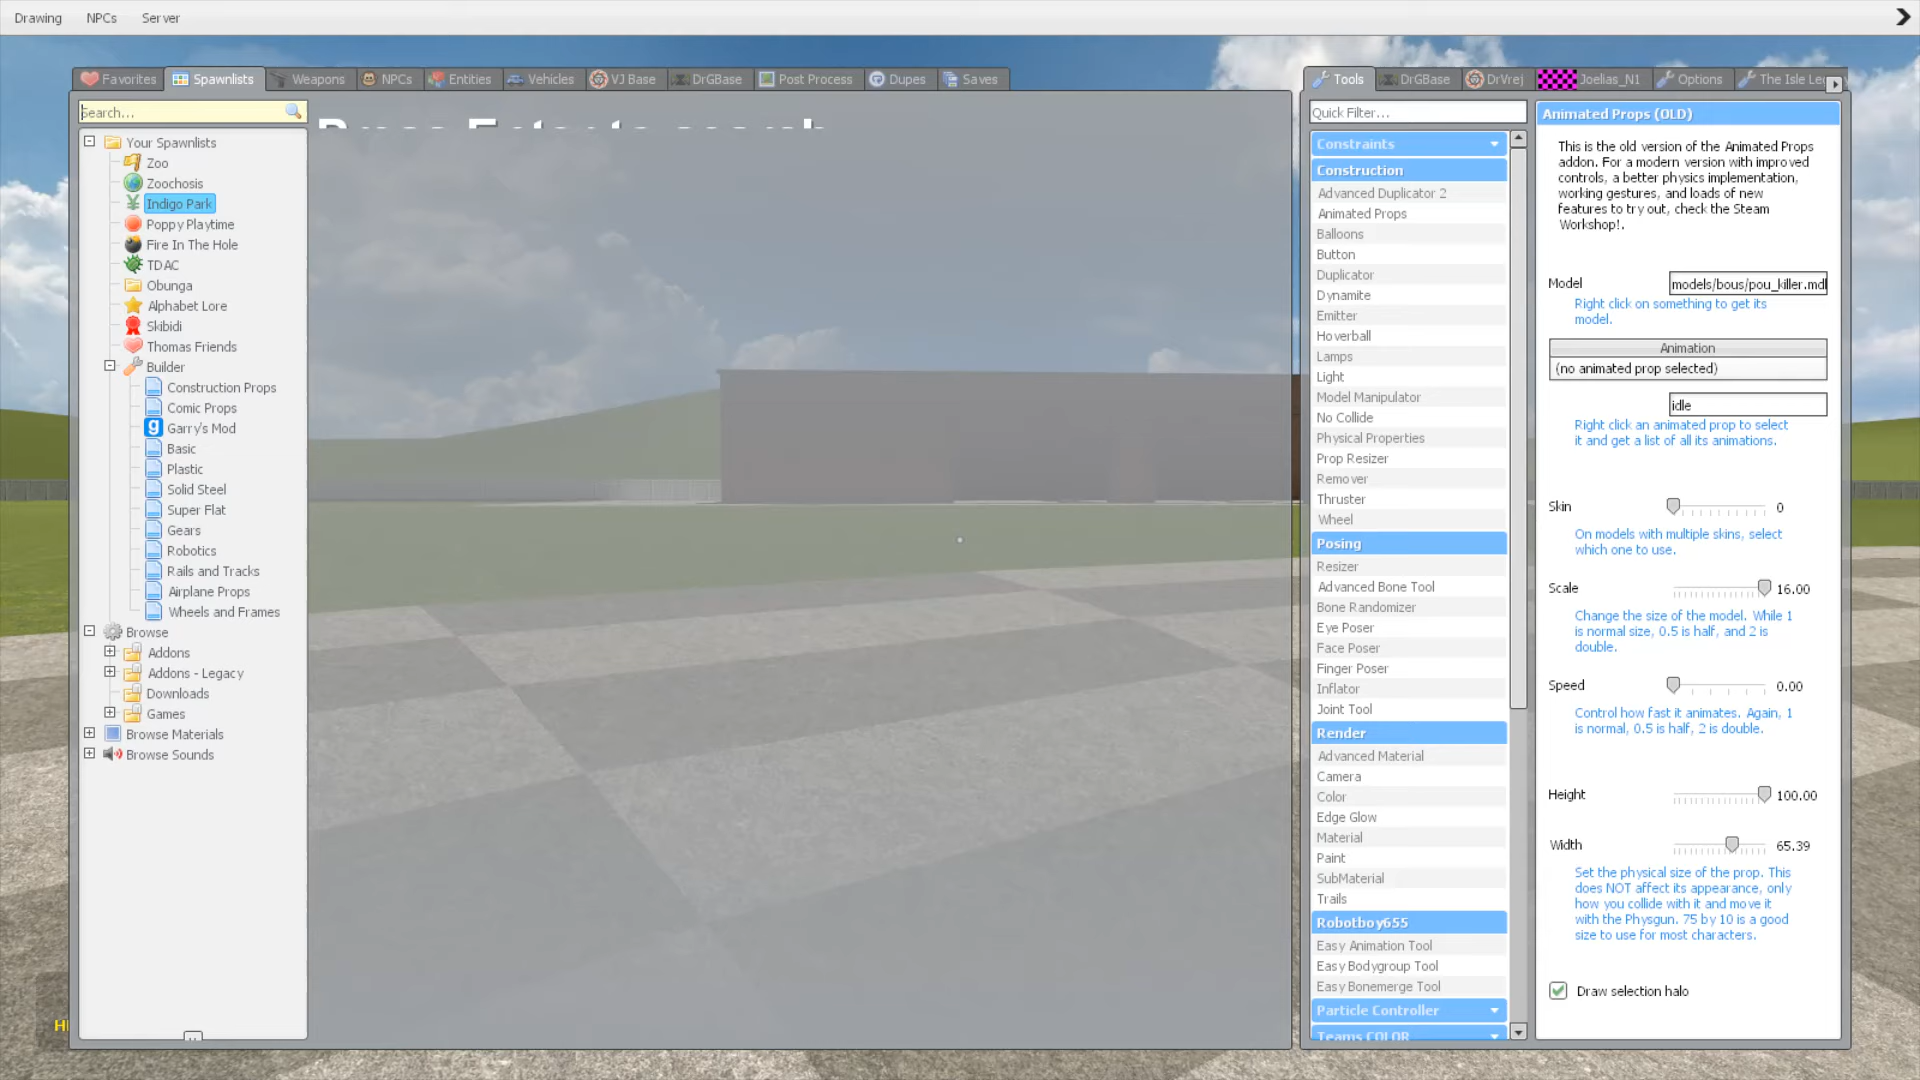 Drawing NPCs Server
Favorites Spawnlists Weapons NPCs Entities Vehicles VJ Base DrGBase Post Process Dupes Saves
Search...
Your Spawnlists
Zoo
Zoochosis
Indigo Park
Poppy Playtime
Fire In The Hole
TDAC
Obunga
Alphabet Lore
Skibidi
Thomas Friends
Builder
Construction Props
Comic Props
Garry's Mod
Basic
Plastic
Solid Steel
Super Flat
Gears
Robotics
Rails and Tracks
Airplane Props
Wheels and Frames
Browse
Addons
Addons - Legacy
Downloads
Games
Browse Materials
Browse Sounds
Tools DrGBase DrVrej Joelias_N1 Options The Isle
Quick Filter...
Constraints
Construction
Advanced Duplicator 2
Animated Props
Balloons
Button
Duplicator
Dynamite
Emitter
Hoverball
Lamps
Light
Model Manipulator
No Collide
Physical Properties
Prop Resizer
Remover
Thruster
Wheel
Posing
Resizer
Advanced Bone Tool
Bone Randomizer
Eye Poser
Face Poser
Finger Poser
Inflator
Joint Tool
Render
Advanced Material
Camera
Color
Edge Glow
Material
Paint
SubMaterial
Trails
Robotboy655
Easy Animation Tool
Easy Bodygroup Tool
Easy Bonemerge Tool
Particle Controller
Teams COLOR
Animated Props (OLD)
This is the old version of the Animated Props
addon. For a modern version with improved
controls, a better physics implementation,
working gestures, and loads of new
features to try out, check the Steam
Workshop!.
Model models/bous/pou_killer.mdl
Right click on something to get its
model.
Animation
(no animated prop selected)
idle
Right click an animated prop to select
it and get a list of all its animations.
Skin 0
On models with multiple skins, select
which one to use.
Scale 16.00
Change the size of the model. While 1
is normal size, 0.5 is half, and 2 is
double.
Speed 0.00
Control how fast it animates. Again, 1
is normal, 0.5 is half, 2 is double.
Height 100.00
Width 65.39
Set the physical size of the prop. This
does NOT affect its appearance, only
how you collide with it and move it
with the Physgun. 75 by 10 is a good
size to use for most characters.
Draw selection halo